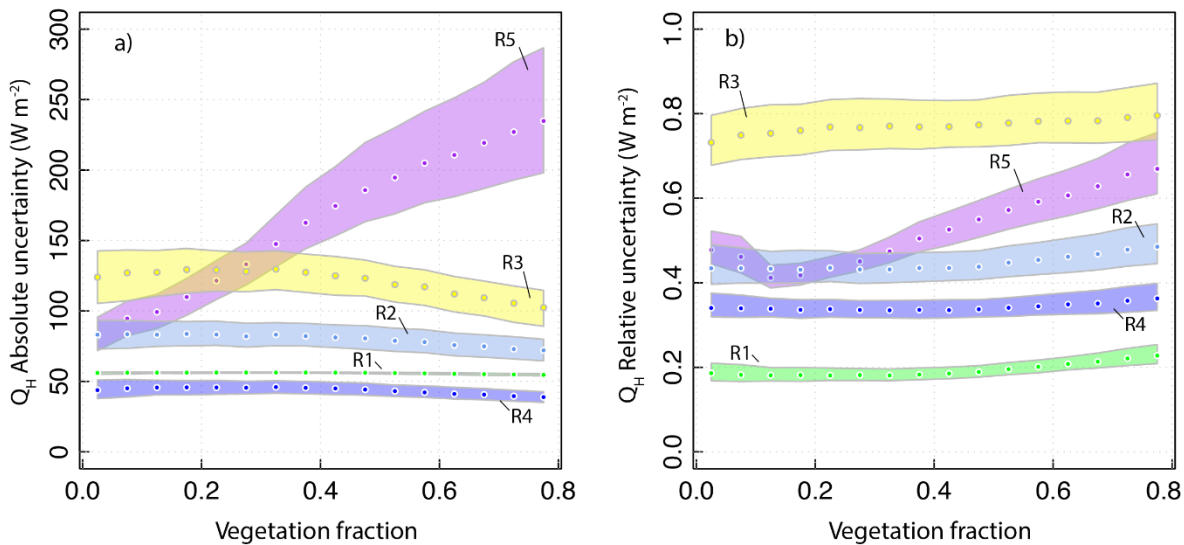 a)
Q_H Absolute uncertainty (W m⁻²)
300
250
200
150
100
50
0
R5
R3
R2
R1
R4
0.0 0.2 0.4 0.6 0.8
Vegetation fraction
b)
Q_H Relative uncertainty (W m⁻²)
1.0
0.8
0.6
0.4
0.2
0.0
R3
R5
R2
R4
R1
0.0 0.2 0.4 0.6 0.8
Vegetation fraction